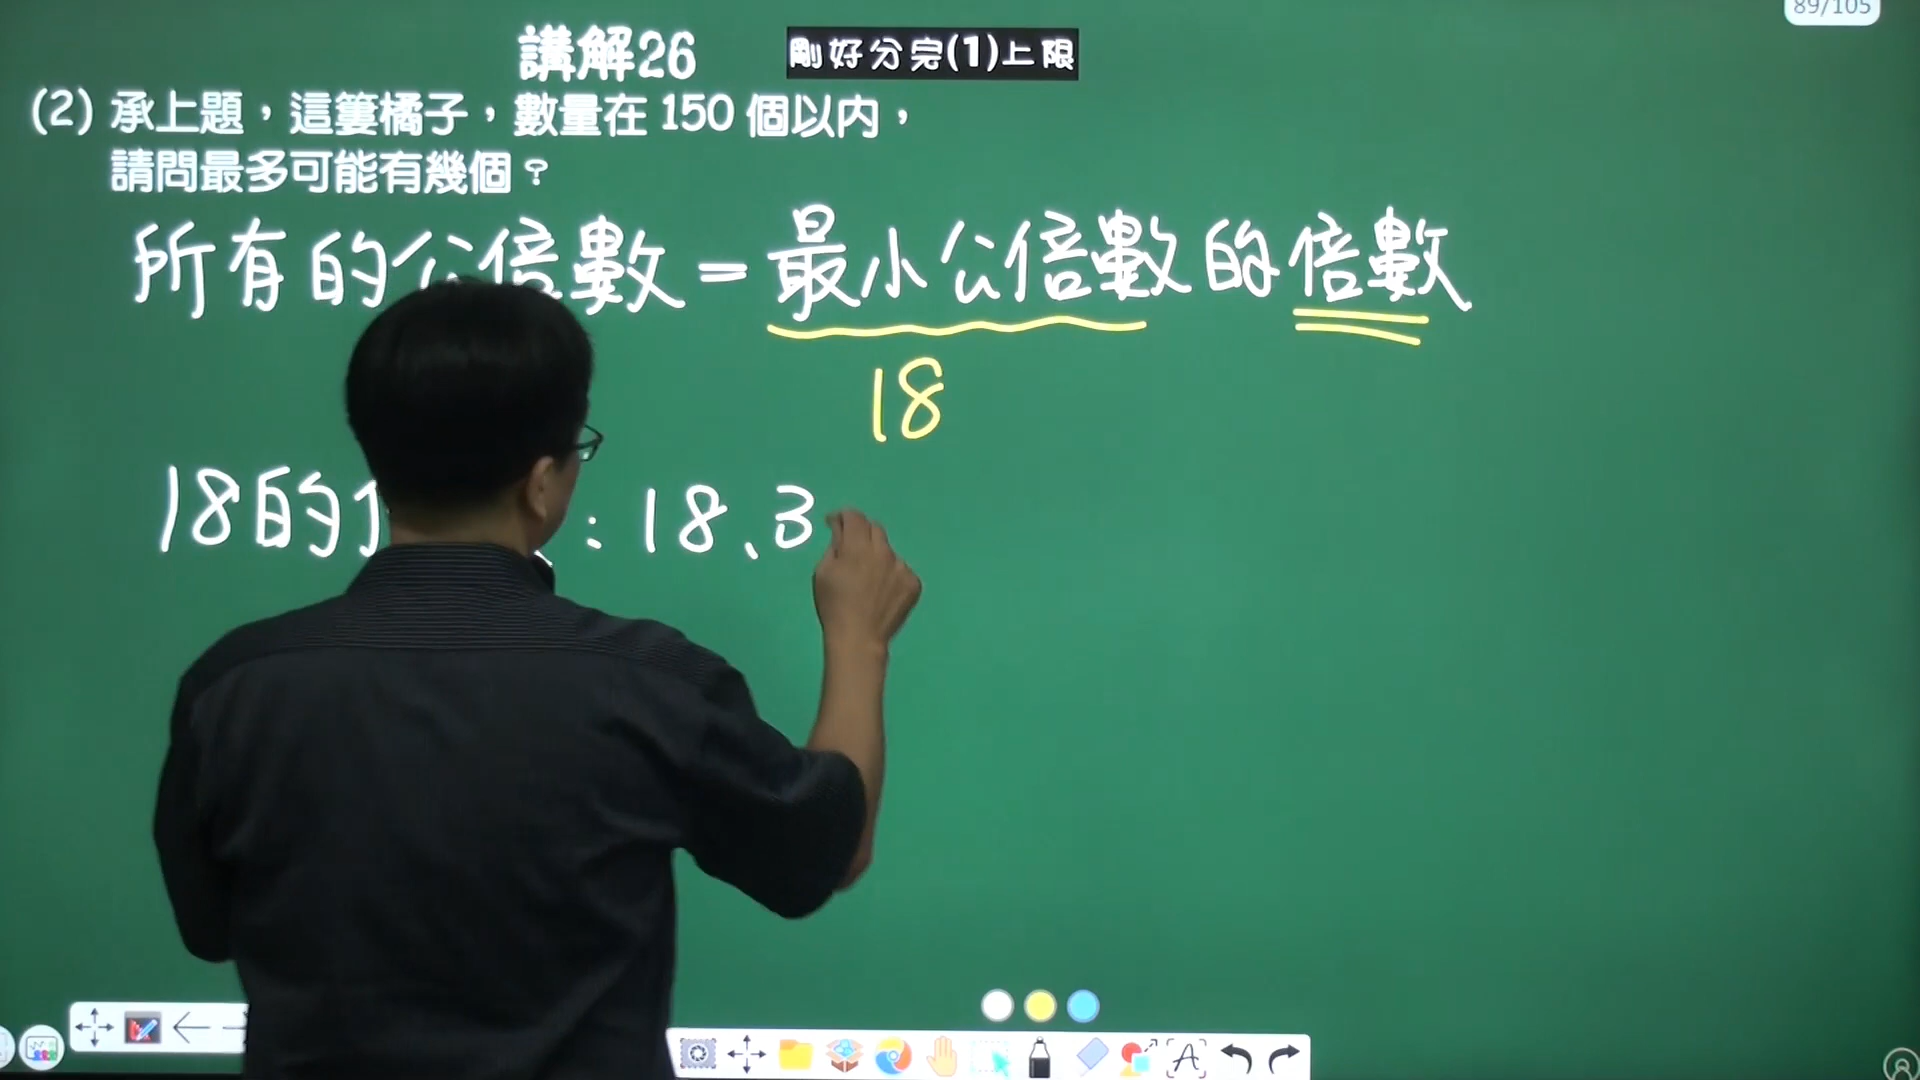 89/105
講解26 剛好分完(1)上限
(2) 承上題，這簍橘子，數量在 150 個以內，
請問最多可能有幾個？
所有的公倍數=最小公倍數的倍數
18
18的 : 18、3
A